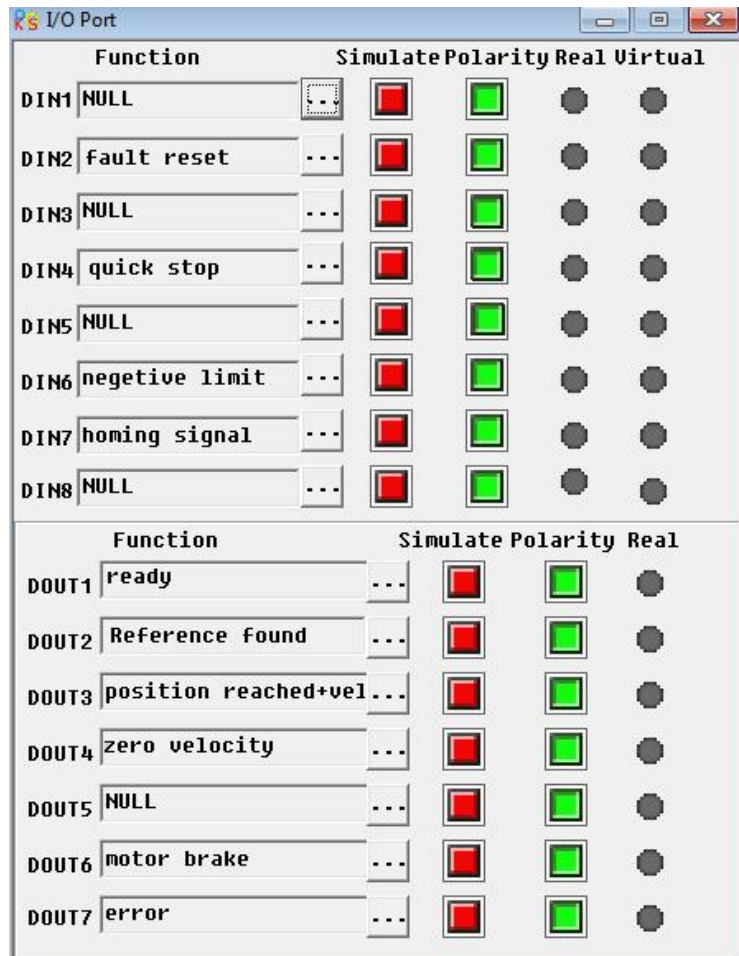 I/O Port
Function Simulate Polarity Real Virtual
DIN1 NULL ...
DIN2 fault reset ...
DIN3 NULL ...
DIN4 quick stop ...
DIN5 NULL ...
DIN6 negetive limit ...
DIN7 homing signal ...
DIN8 NULL ...
Function Simulate Polarity Real
DOUT1 ready ...
DOUT2 Reference found ...
DOUT3 position reached+vel ...
DOUT4 zero velocity ...
DOUT5 NULL ...
DOUT6 motor brake ...
DOUT7 error ...